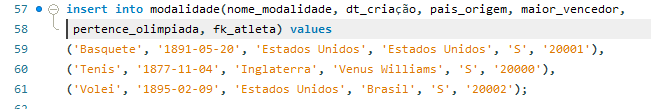 57 insert into modalidade(nome_modalidade, dt_criação, pais_origem, maior_vencedor,
58 pertence_olimpiada, fk_atleta) values
59 ('Basquete', '1891-05-20', 'Estados Unidos', 'Estados Unidos', 'S', '20001'),
60 ('Tenis', '1877-11-04', 'Inglaterra', 'Venus Williams', 'S', '20000'),
61 ('Volei', '1895-02-09', 'Estados Unidos', 'Brasil', 'S', '20002');